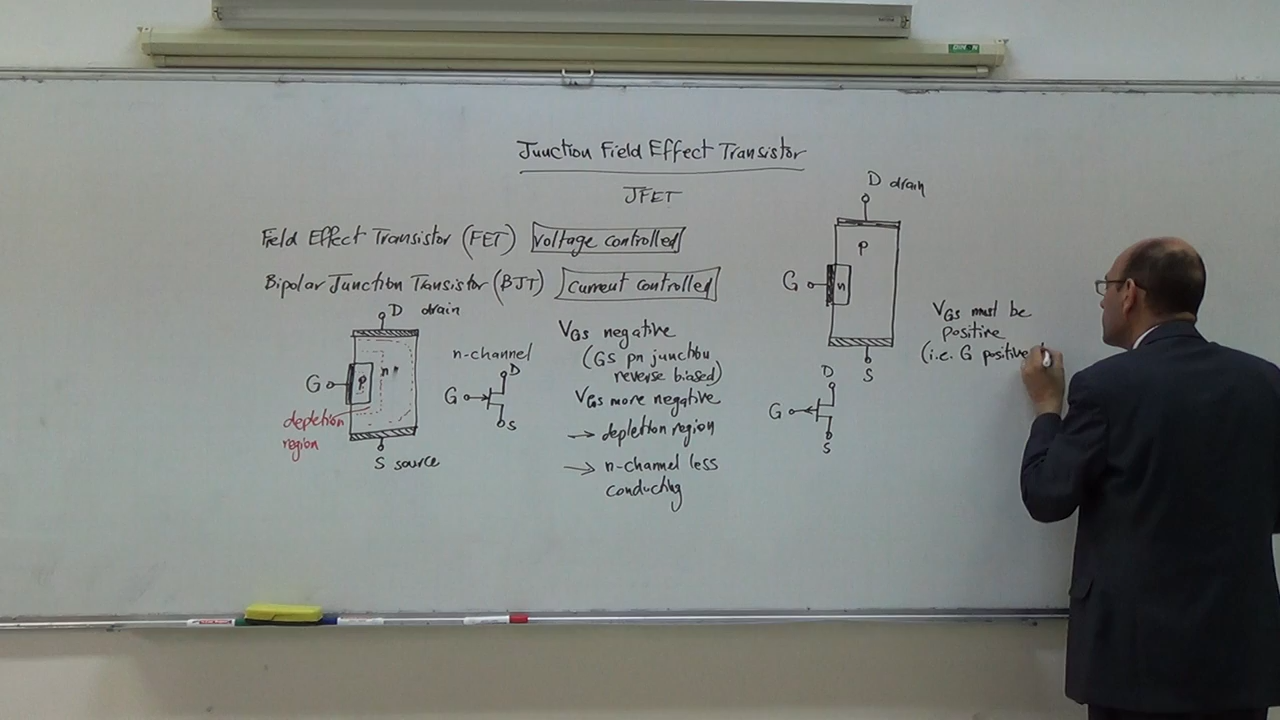 Junction Field Effect Transistor
JFET
Field Effect Transistor (FET) voltage controlled
Bipolar Junction Transistor (BJT) current controlled
D drain
G
p
n
depletion
region
S source
n-channel
D
G
S
VGS negative
(GS pn junction
reverse biased)
VGS more negative
→ depletion region
→ n-channel less
conducting
D drain
p
G
n
S
D
G
S
VGS must be
positive
(i.e. G positive